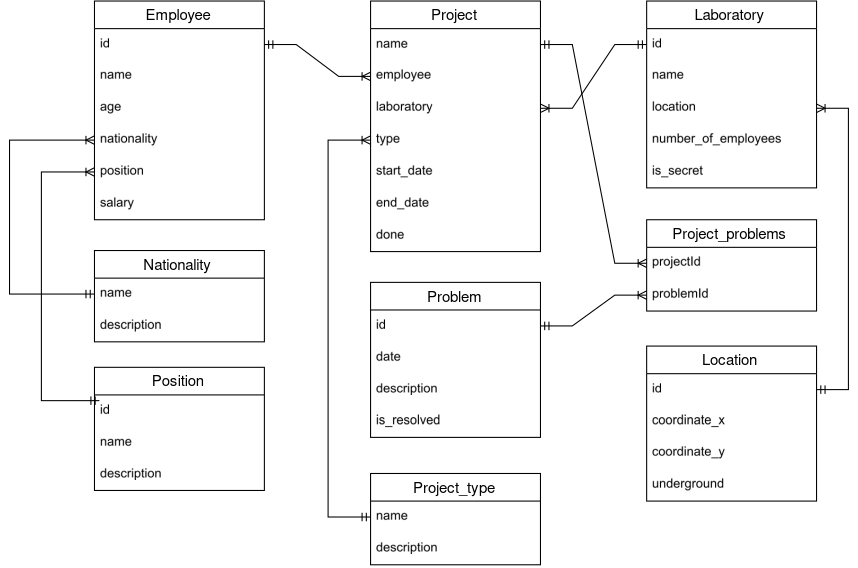 Employee
id
name
age
nationality
position
salary
Nationality
name
description
Position
id
name
description
Project
name
employee
laboratory
type
start_date
end_date
done
Problem
id
date
description
is_resolved
Project_type
name
description
Laboratory
id
name
location
number_of_employees
is_secret
Project_problems
projectId
problemId
Location
id
coordinate_x
coordinate_y
underground